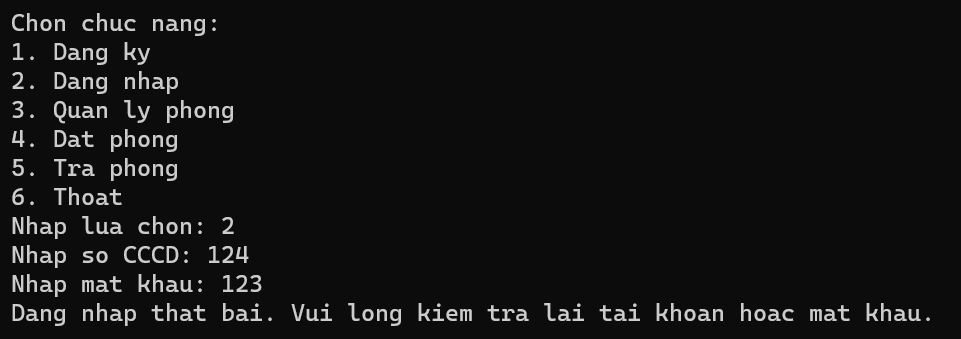 Chon chuc nang:
1. Dang ky
2. Dang nhap
3. Quan ly phong
4. Dat phong
5. Tra phong
6. Thoat
Nhap lua chon: 2
Nhap so CCCD: 124
Nhap mat khau: 123
Dang nhap that bai. Vui long kiem tra lai tai khoan hoac mat khau.